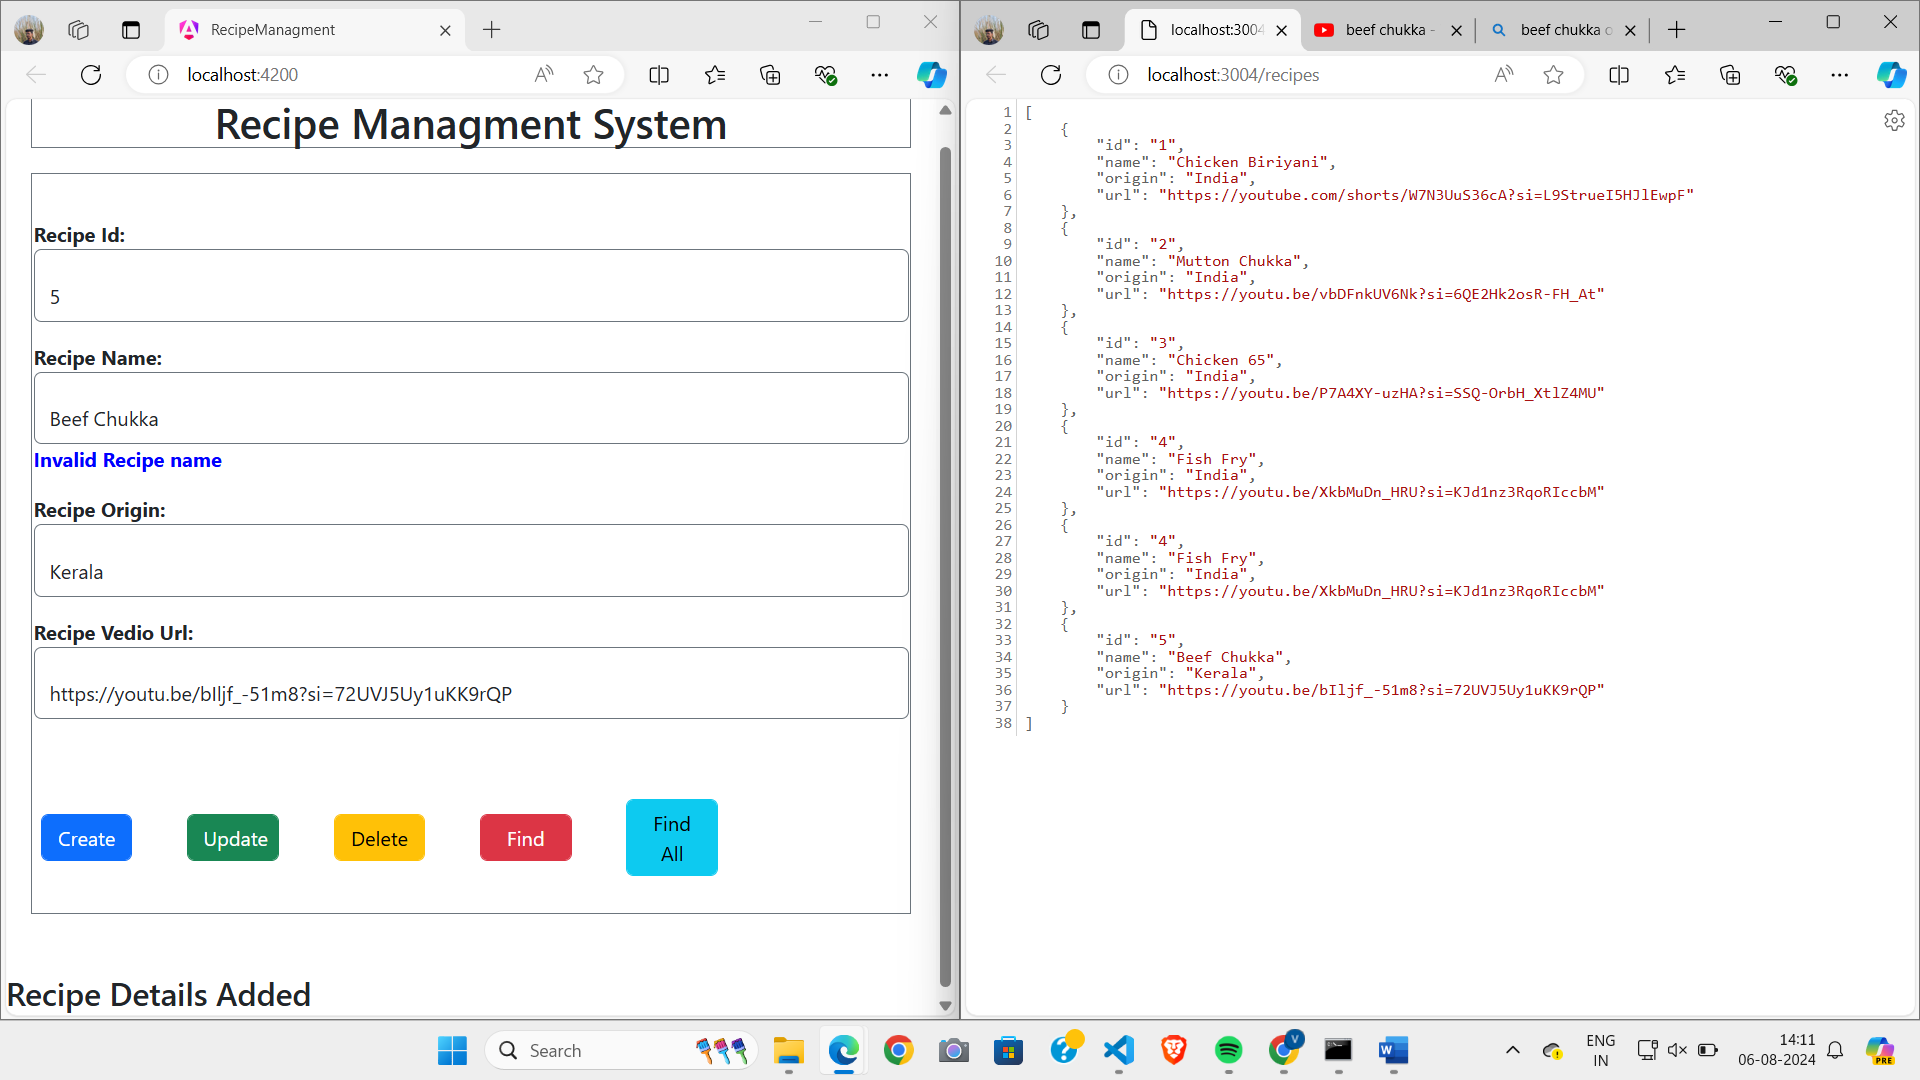 RecipeManagment
localhost:4200
Recipe Managment System
Recipe Id:
5
Recipe Name:
Beef Chukka
Invalid Recipe name
Recipe Origin:
Kerala
Recipe Vedio Url:
https://youtu.be/bIljf_-51m8?si=72UVJ5Uy1uKK9rQP
Create
Update
Delete
Find
Find
All
Recipe Details Added
localhost:3004
beef chukka -
beef chukka o
localhost:3004/recipes
1 [
2 {
3 "id": "1",
4 "name": "Chicken Biriyani",
5 "origin": "India",
6 "url": "https://youtube.com/shorts/W7N3UuS36cA?si=L9StrueI5HJlEwpF"
7 },
8 {
9 "id": "2",
10 "name": "Mutton Chukka",
11 "origin": "India",
12 "url": "https://youtu.be/vbDFnkUV6Nk?si=6QE2Hk2osR-FH_At"
13 },
14 {
15 "id": "3",
16 "name": "Chicken 65",
17 "origin": "India",
18 "url": "https://youtu.be/P7A4XY-uzHA?si=SSQ-OrbH_XtlZ4MU"
19 },
20 {
21 "id": "4",
22 "name": "Fish Fry",
23 "origin": "India",
24 "url": "https://youtu.be/XkbMuDn_HRU?si=KJd1nz3RqoRIccbM"
25 },
26 {
27 "id": "4",
28 "name": "Fish Fry",
29 "origin": "India",
30 "url": "https://youtu.be/XkbMuDn_HRU?si=KJd1nz3RqoRIccbM"
31 },
32 {
33 "id": "5",
34 "name": "Beef Chukka",
35 "origin": "Kerala",
36 "url": "https://youtu.be/bIljf_-51m8?si=72UVJ5Uy1uKK9rQP"
37 }
38 ]
Search
V
ENG
IN
14:11
06-08-2024
PRE